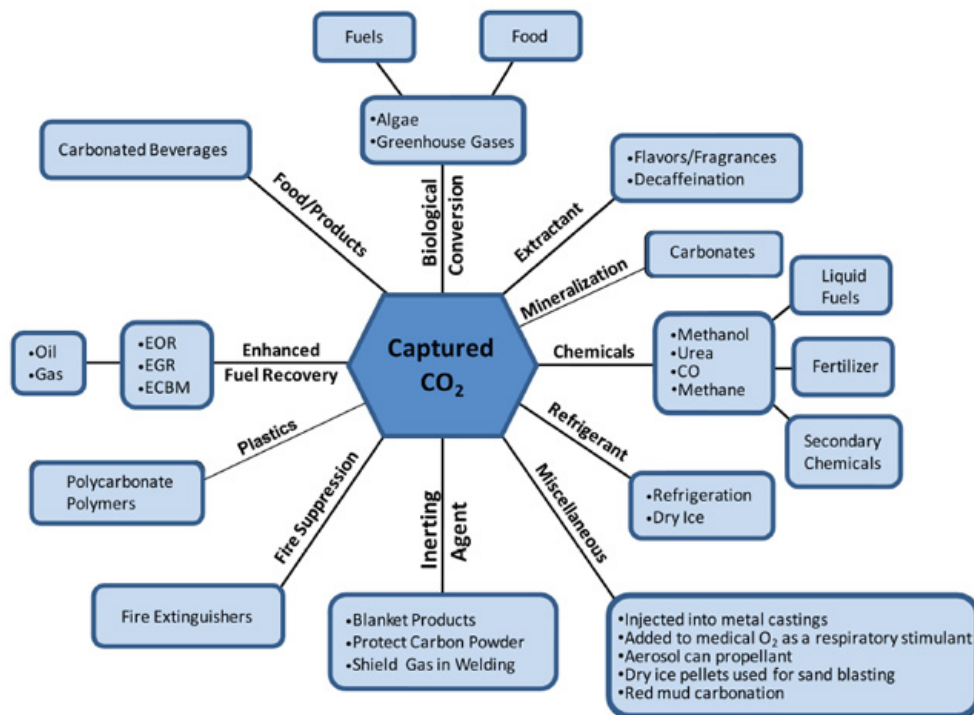 Fuels
Food
•Algae
•Greenhouse Gases
Carbonated Beverages
•Flavors/Fragrances
•Decaffeination
Food/Products
Biological
Conversion
Extractant
Mineralization
Carbonates
Liquid
Fuels
•Oil
•Gas
•EOR
•EGR
•ECBM
Enhanced
Fuel Recovery
Captured
CO₂
Chemicals
•Methanol
•Urea
•CO
•Methane
Fertilizer
Secondary
Chemicals
Plastics
Polycarbonate
Polymers
Refrigerant
•Refrigeration
•Dry Ice
Fire Suppression
Fire Extinguishers
Inerting
Agent
•Blanket Products
•Protect Carbon Powder
•Shield Gas in Welding
Miscellaneous
•Injected into metal castings
•Added to medical O₂ as a respiratory stimulant
•Aerosol can propellant
•Dry ice pellets used for sand blasting
•Red mud carbonation